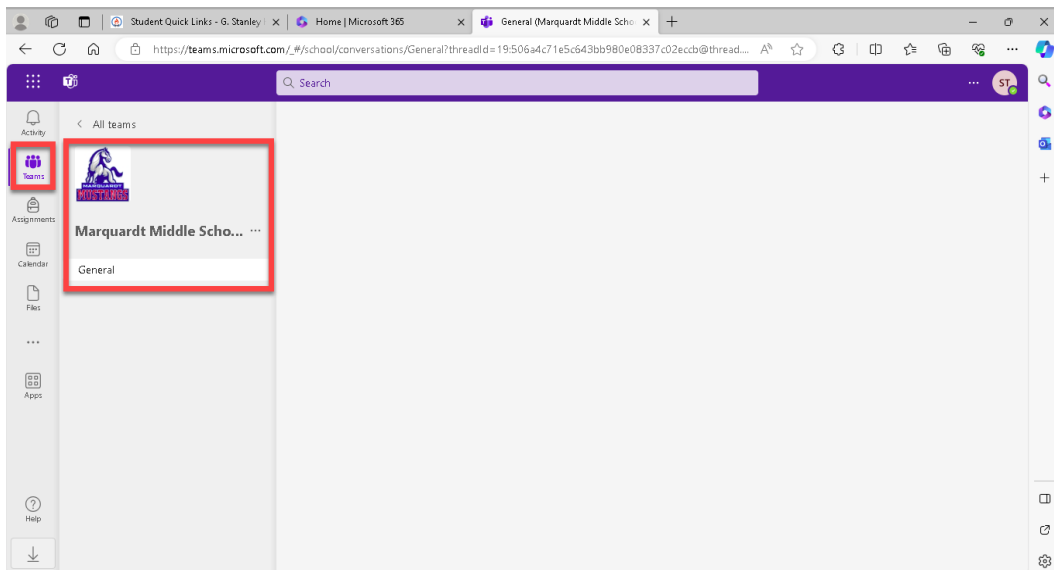 Student Quick Links - G. Stanley
Home | Microsoft 365
General (Marquardt Middle Scho
https://teams.microsoft.com/_#/school/conversations/General?threadId=19:506a4c71e5c643bb980e08337c02eccb@thread....
Search
ST
Activity
Teams
Assignments
Calendar
Files
Apps
Help
All teams
MARQUARDT
MUSTANGS
Marquardt Middle Scho...
General